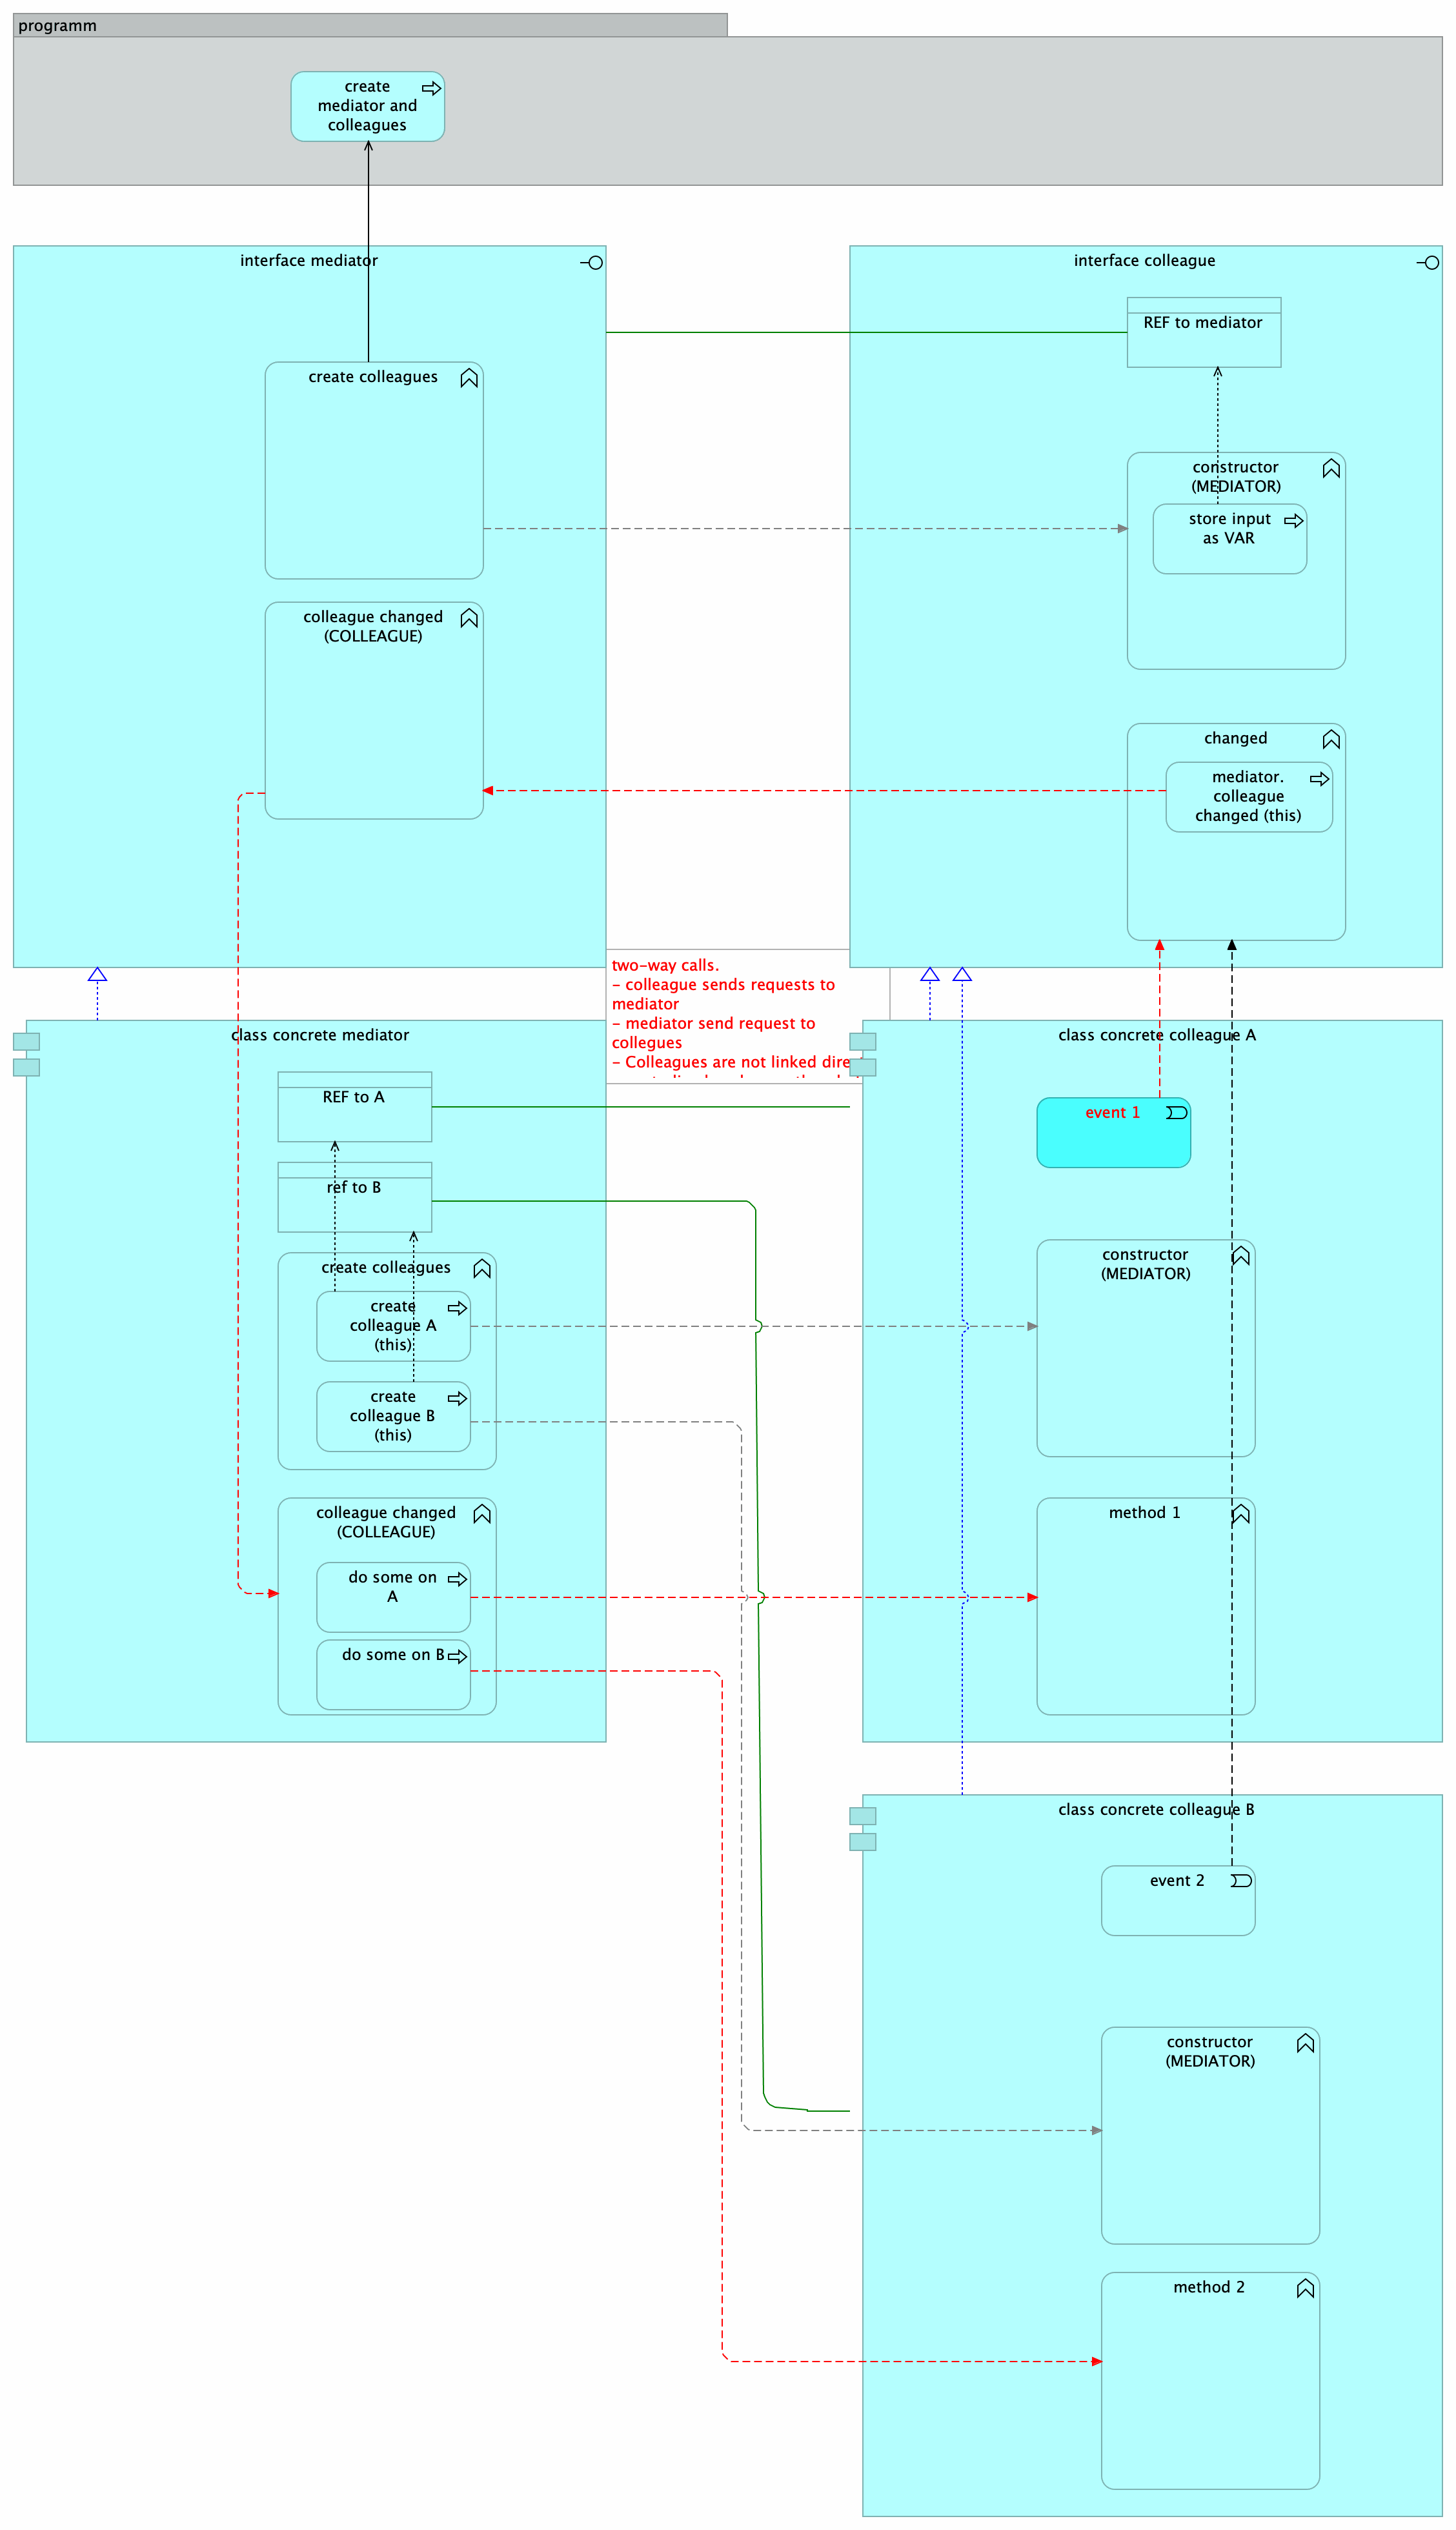 programm
create
mediator and
colleagues
interface mediator
create colleagues
colleague changed
(COLLEAGUE)
interface colleague
REF to mediator
constructor
(MEDIATOR)
store input
as VAR
changed
mediator.
colleague
changed (this)
two-way calls.
- colleague sends requests to
mediator
- mediator send request to
collegues
- Colleagues are not linked
class concrete mediator
REF to A
ref to B
create colleagues
create
colleague A
(this)
create
colleague B
(this)
colleague changed
(COLLEAGUE)
do some on
A
do some on B
class concrete colleague A
event 1
constructor
(MEDIATOR)
method 1
class concrete colleague B
event 2
constructor
(MEDIATOR)
method 2